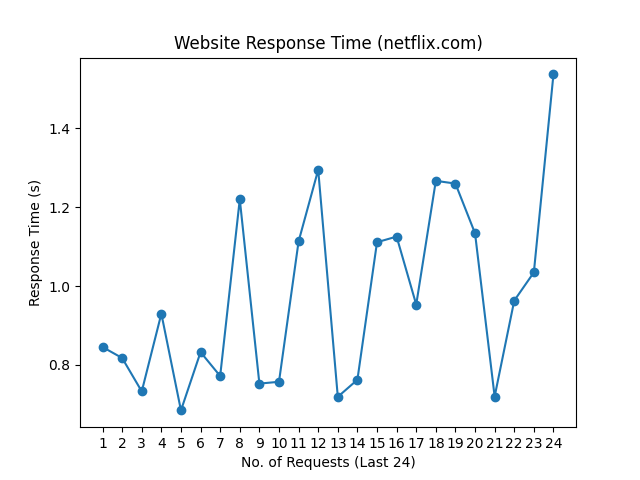 Website Response Time (netflix.com)
Response Time (s)
1.4
1.2
1.0
0.8
1 2 3 4 5 6 7 8 9 10 11 12 13 14 15 16 17 18 19 20 21 22 23 24
No. of Requests (Last 24)